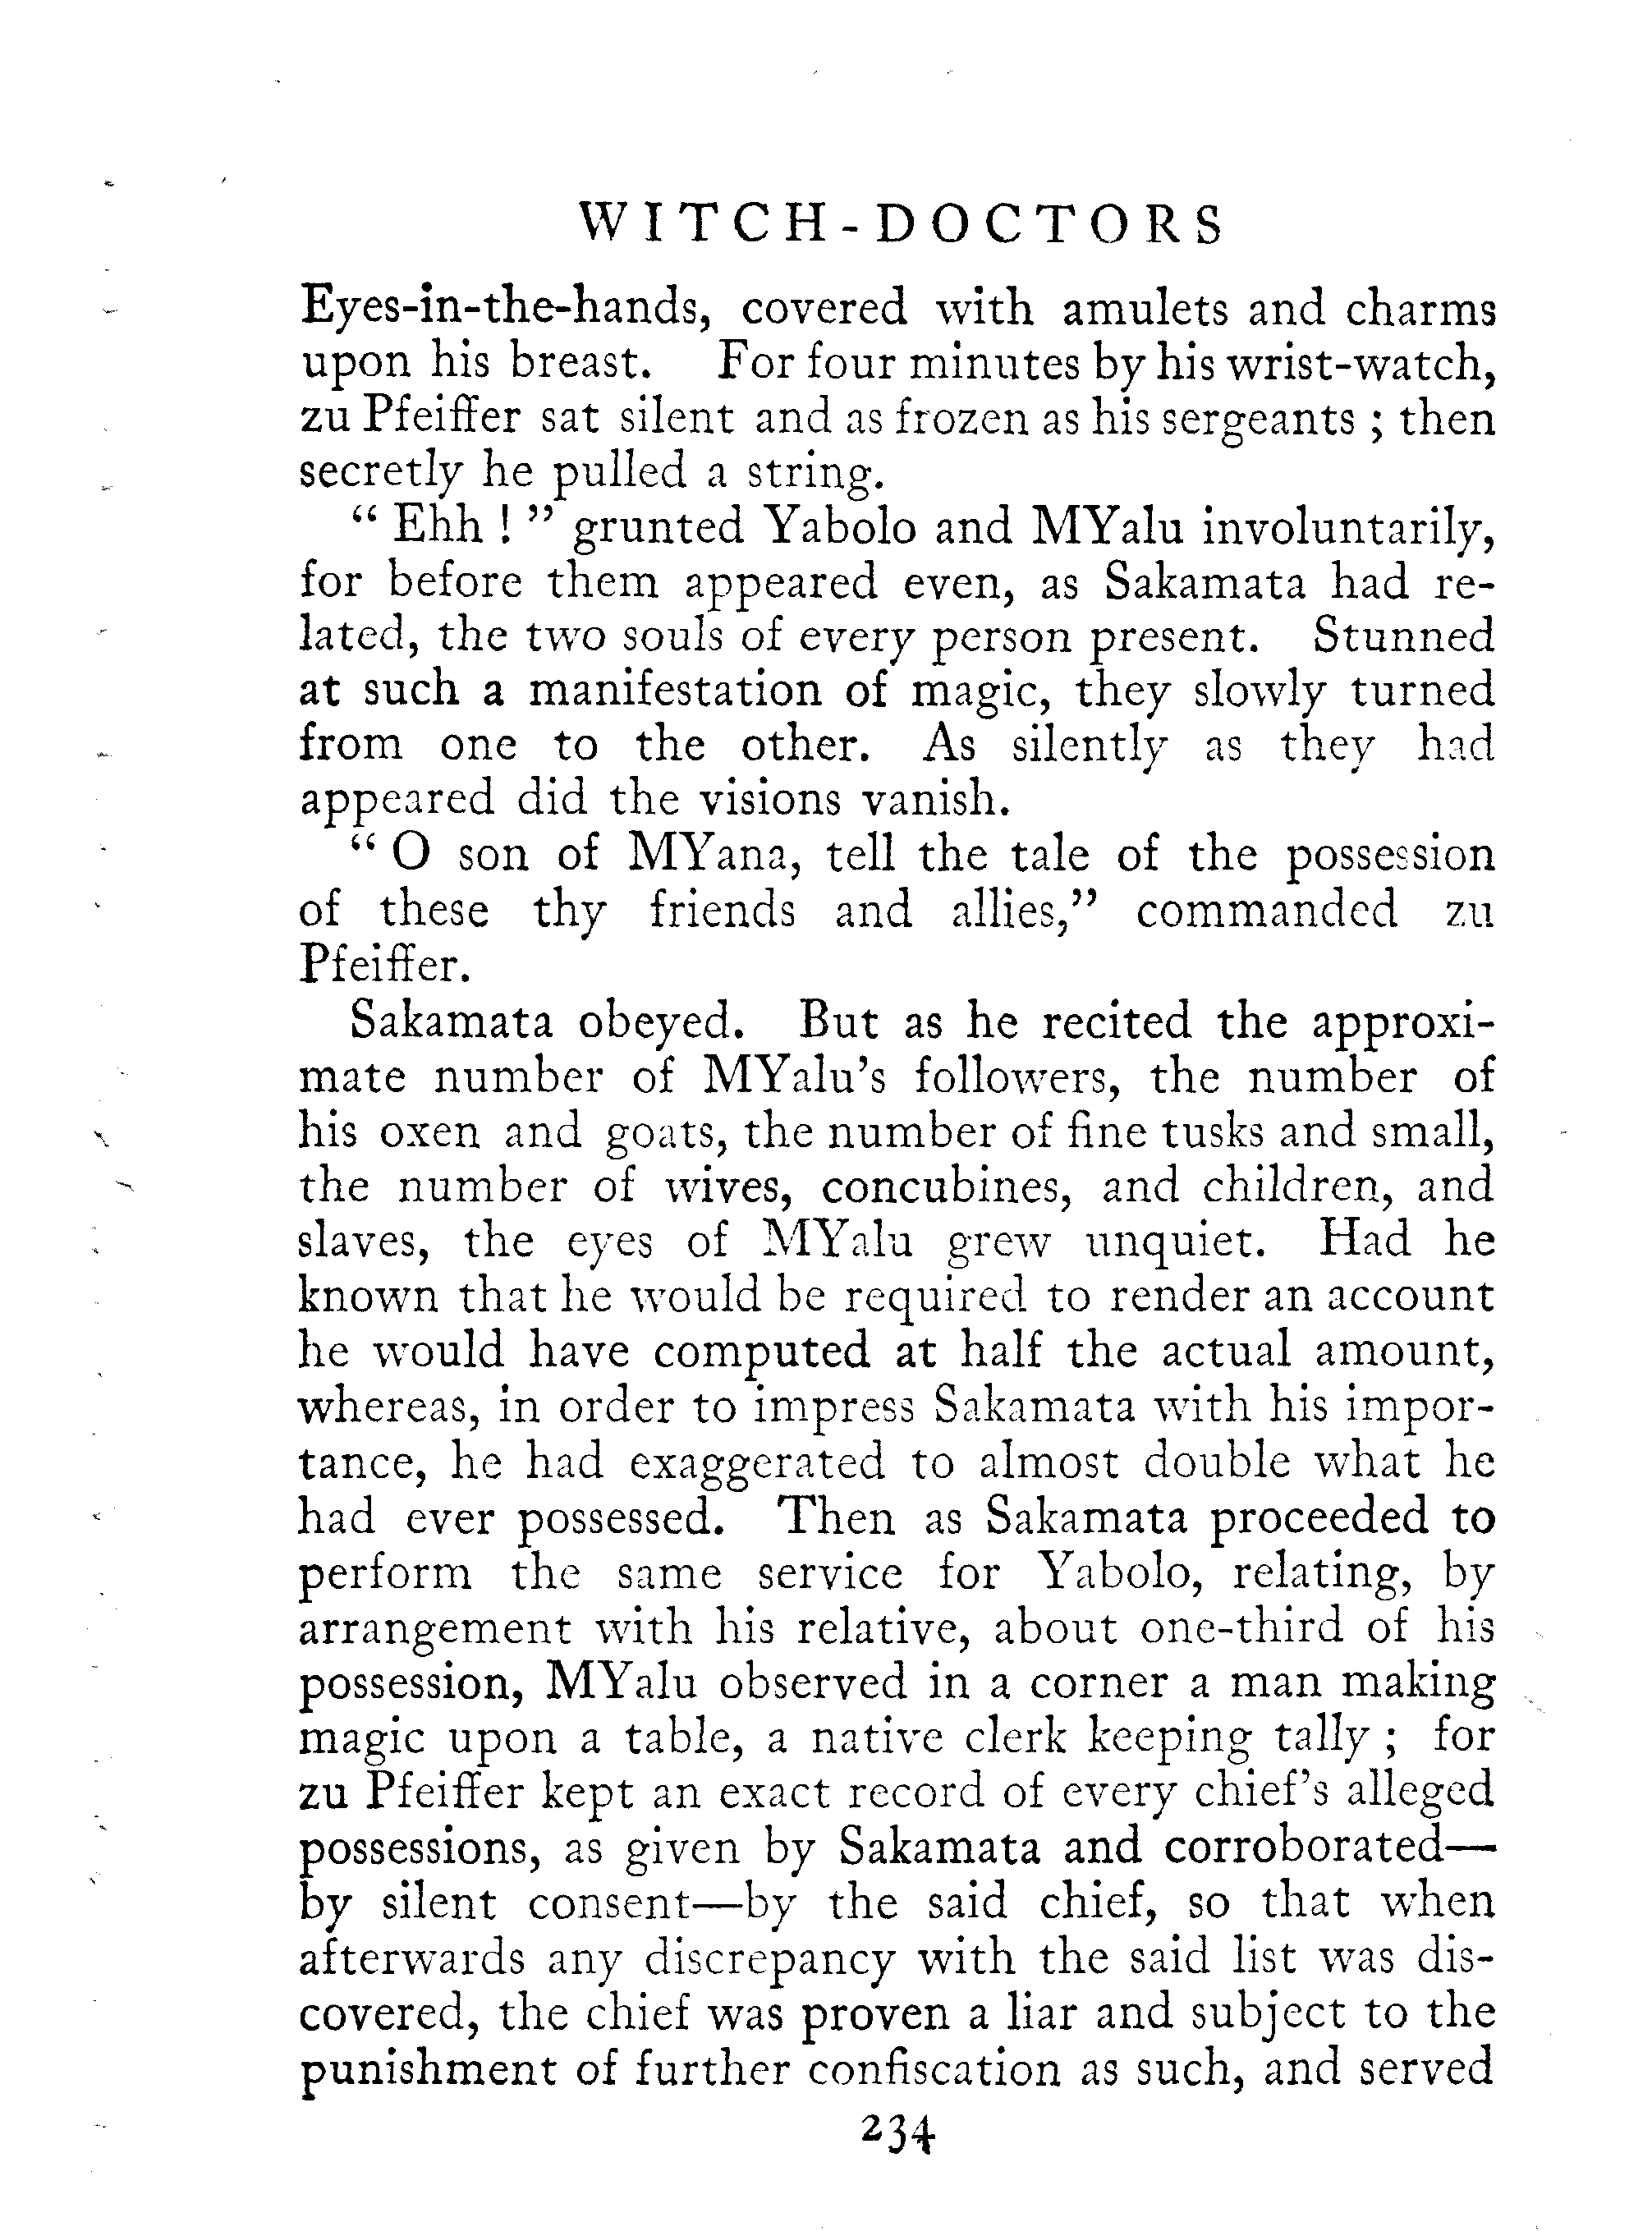 WITCH-DOCTORS
Eyes-in-the-hands, covered with amulets and charms
upon his breast. For four minutes by his wrist-watch,
zu Pfeiffer sat silent and as frozen as his sergeants ; then
secretly he pulled a string.
“ Ehh ! ” grunted Yabolo and MYalu involuntarily,
for before them appeared even, as Sakamata had re-
lated, the two souls of every person present. Stunned
at such a manifestation of magic, they slowly turned
from one to the other. As silently as they had
appeared did the visions vanish.
“ O son of MYana, tell the tale of the possession
of these thy friends and allies,” commanded zu
Pfeiffer.
Sakamata obeyed. But as he recited the approxi-
mate number of MYalu’s followers, the number of
his oxen and goats, the number of fine tusks and small,
the number of wives, concubines, and children, and
slaves, the eyes of MYalu grew unquiet. Had he
known that he would be required to render an account
he would have computed at half the actual amount,
whereas, in order to impress Sakamata with his impor-
tance, he had exaggerated to almost double what he
had ever possessed. Then as Sakamata proceeded to
perform the same service for Yabolo, relating, by
arrangement with his relative, about one-third of his
possession, MYalu observed in a corner a man making
magic upon a table, a native clerk keeping tally ; for
zu Pfeiffer kept an exact record of every chief’s alleged
possessions, as given by Sakamata and corroborated—
by silent consent—by the said chief, so that when
afterwards any discrepancy with the said list was dis-
covered, the chief was proven a liar and subject to the
punishment of further confiscation as such, and served
234